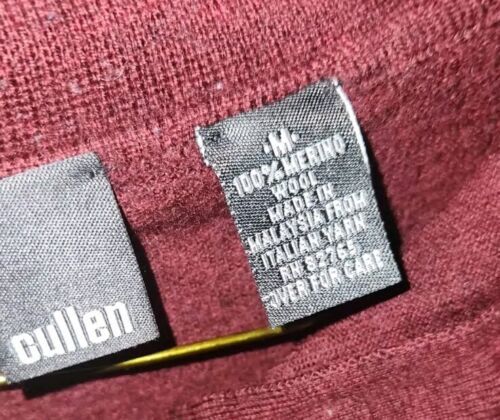 cullen
·M·
100% MERINO
WOOL
MADE IN
MALAYSIA FROM
ITALIAN YARN
RN 82765
OVER FOR CARE